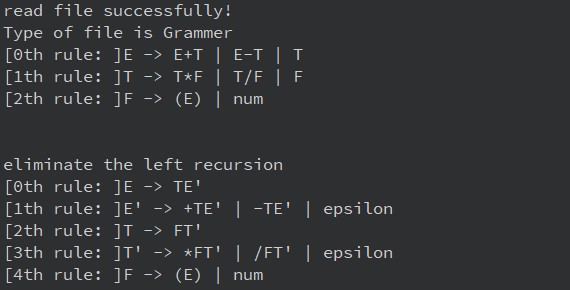 read file successfully!
Type of file is Grammer
[0th rule: ]E -> E+T | E-T | T
[1th rule: ]T -> T*F | T/F | F
[2th rule: ]F -> (E) | num
eliminate the left recursion
[0th rule: ]E -> TE'
[1th rule: ]E' -> +TE' | -TE' | epsilon
[2th rule: ]T -> FT'
[3th rule: ]T' -> *FT' | /FT' | epsilon
[4th rule: ]F -> (E) | num